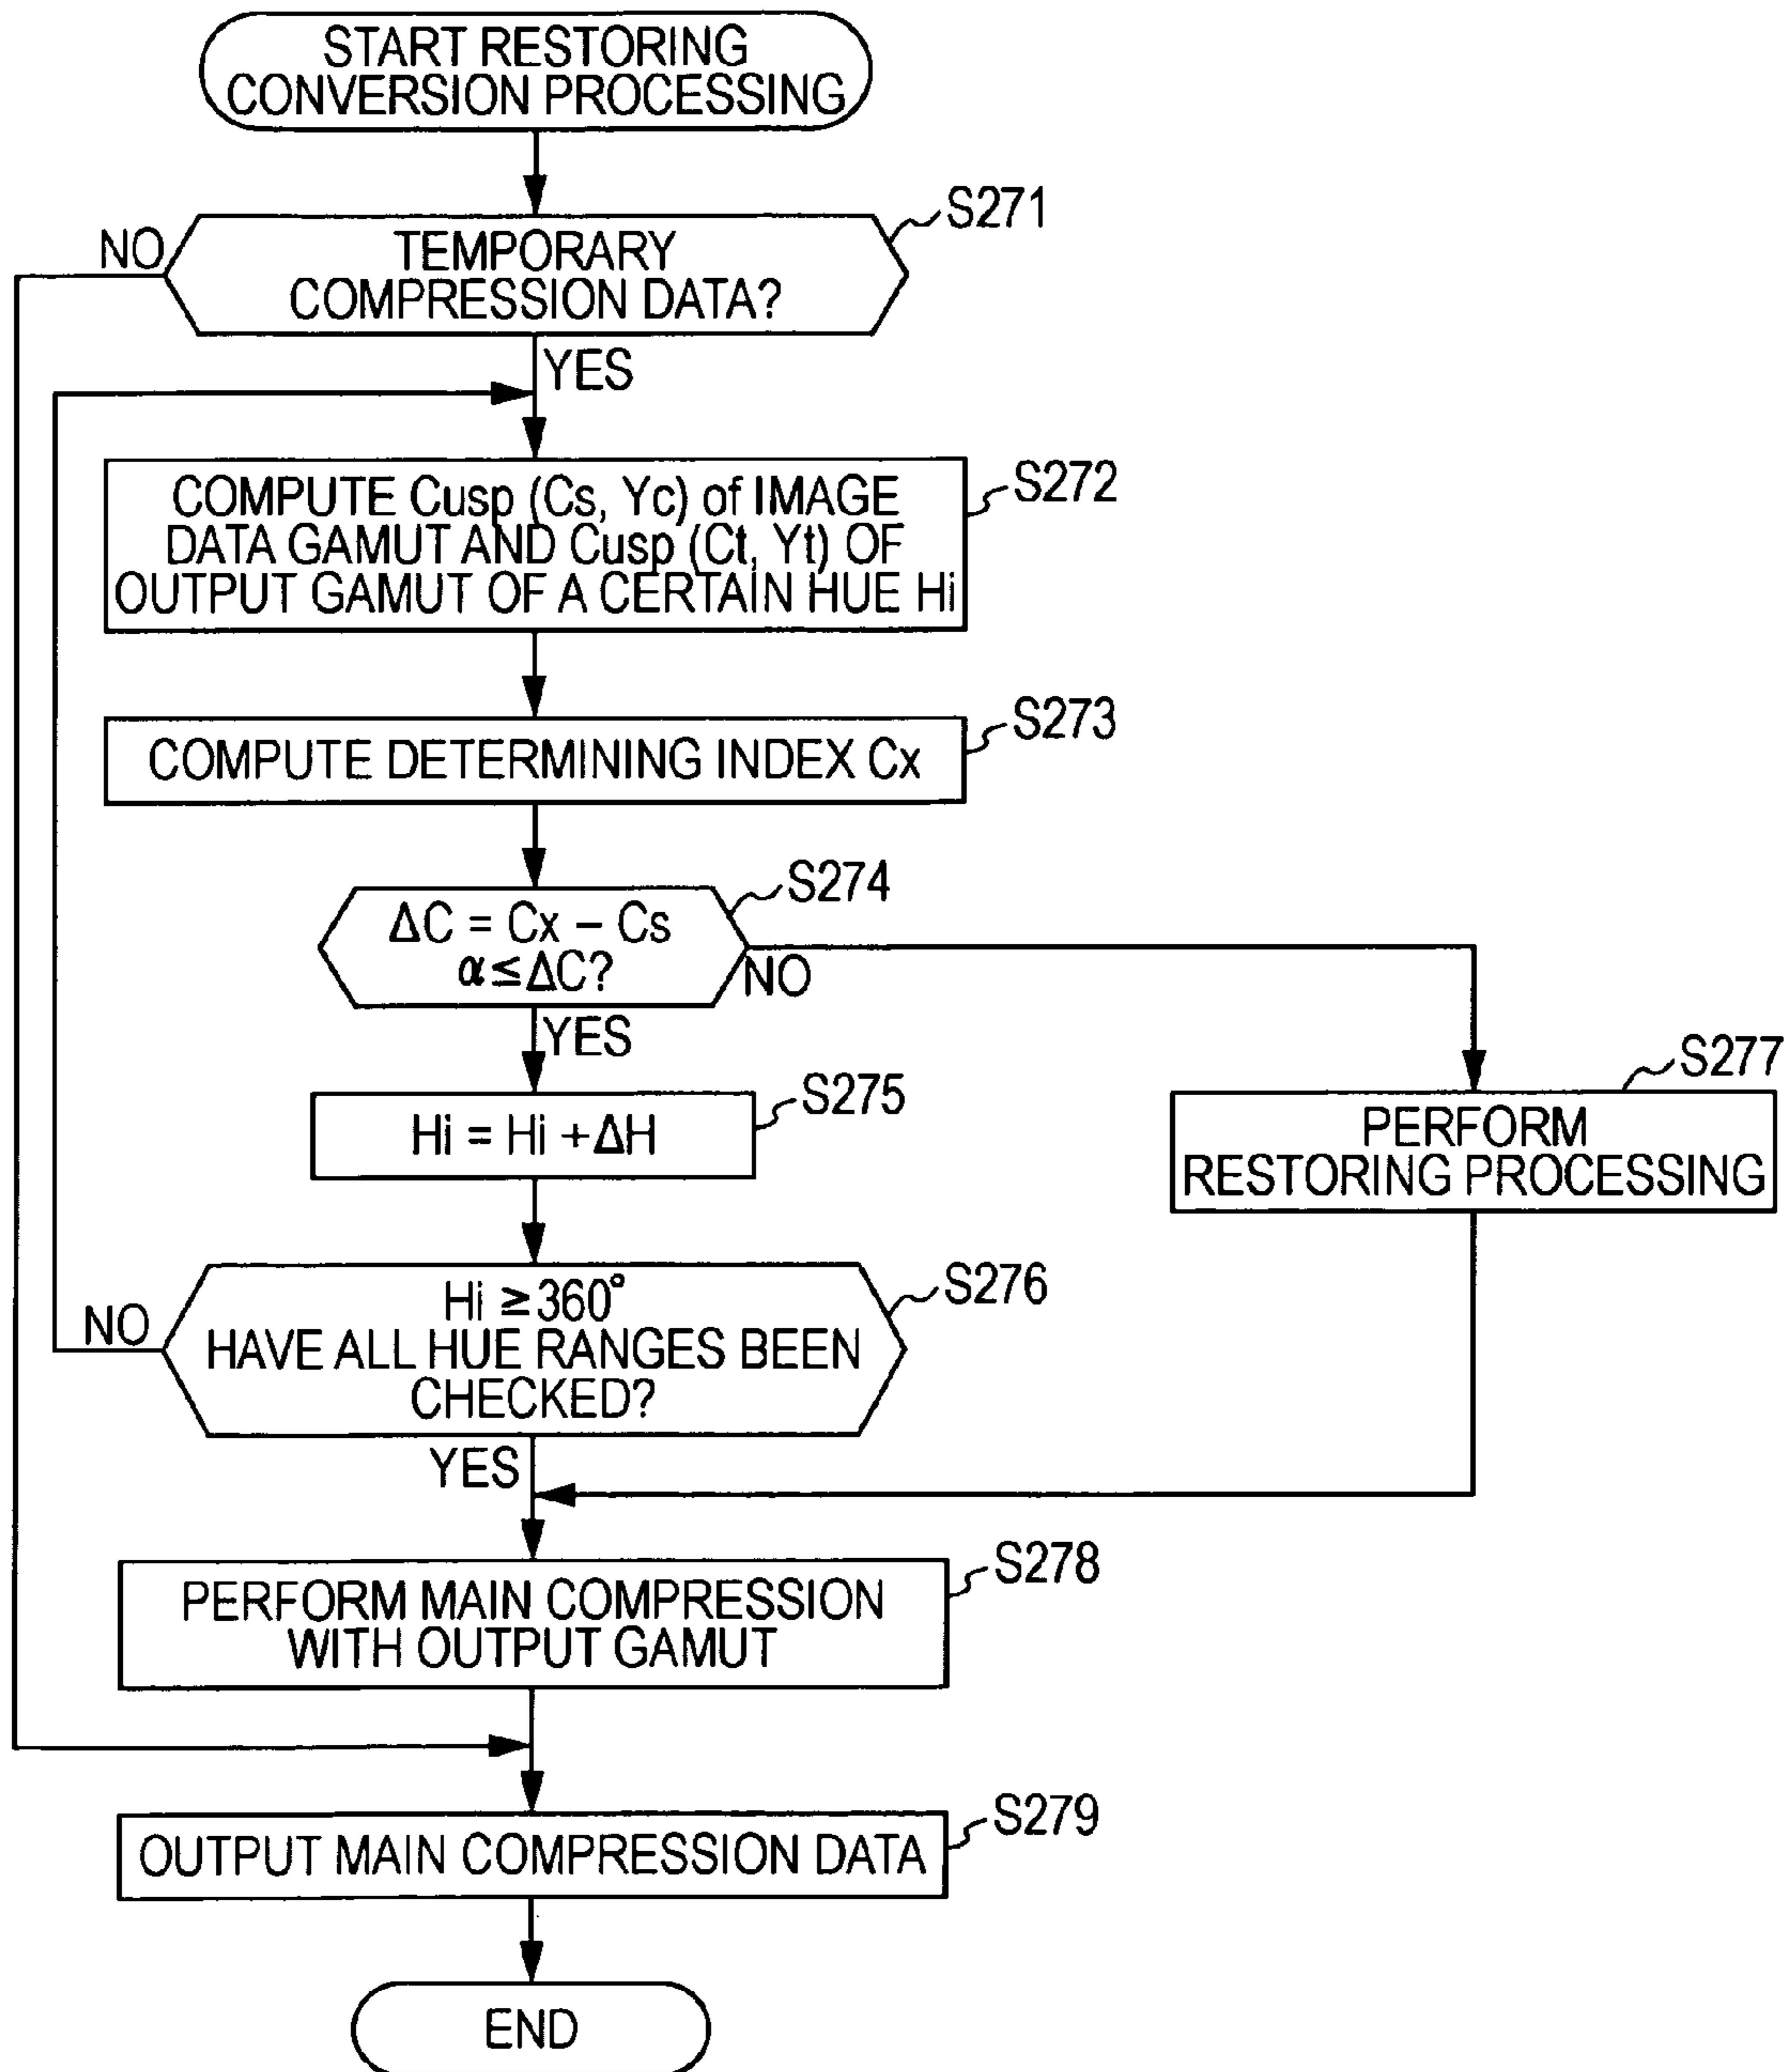 START RESTORING
CONVERSION PROCESSING
S271
NO
TEMPORARY
COMPRESSION DATA?
YES
S272
COMPUTE Cusp (Cs, Yc) of IMAGE
DATA GAMUT AND Cusp (Ct, Yt) OF
OUTPUT GAMUT OF A CERTAIN HUE Hi
S273
COMPUTE DETERMINING INDEX Cx
S274
ΔC = Cx – Cs
α ≤ ΔC?
NO
YES
S275
Hi = Hi + ΔH
S277
PERFORM
RESTORING PROCESSING
S276
NO
Hi ≥ 360°
HAVE ALL HUE RANGES BEEN
CHECKED?
YES
S278
PERFORM MAIN COMPRESSION
WITH OUTPUT GAMUT
S279
OUTPUT MAIN COMPRESSION DATA
END